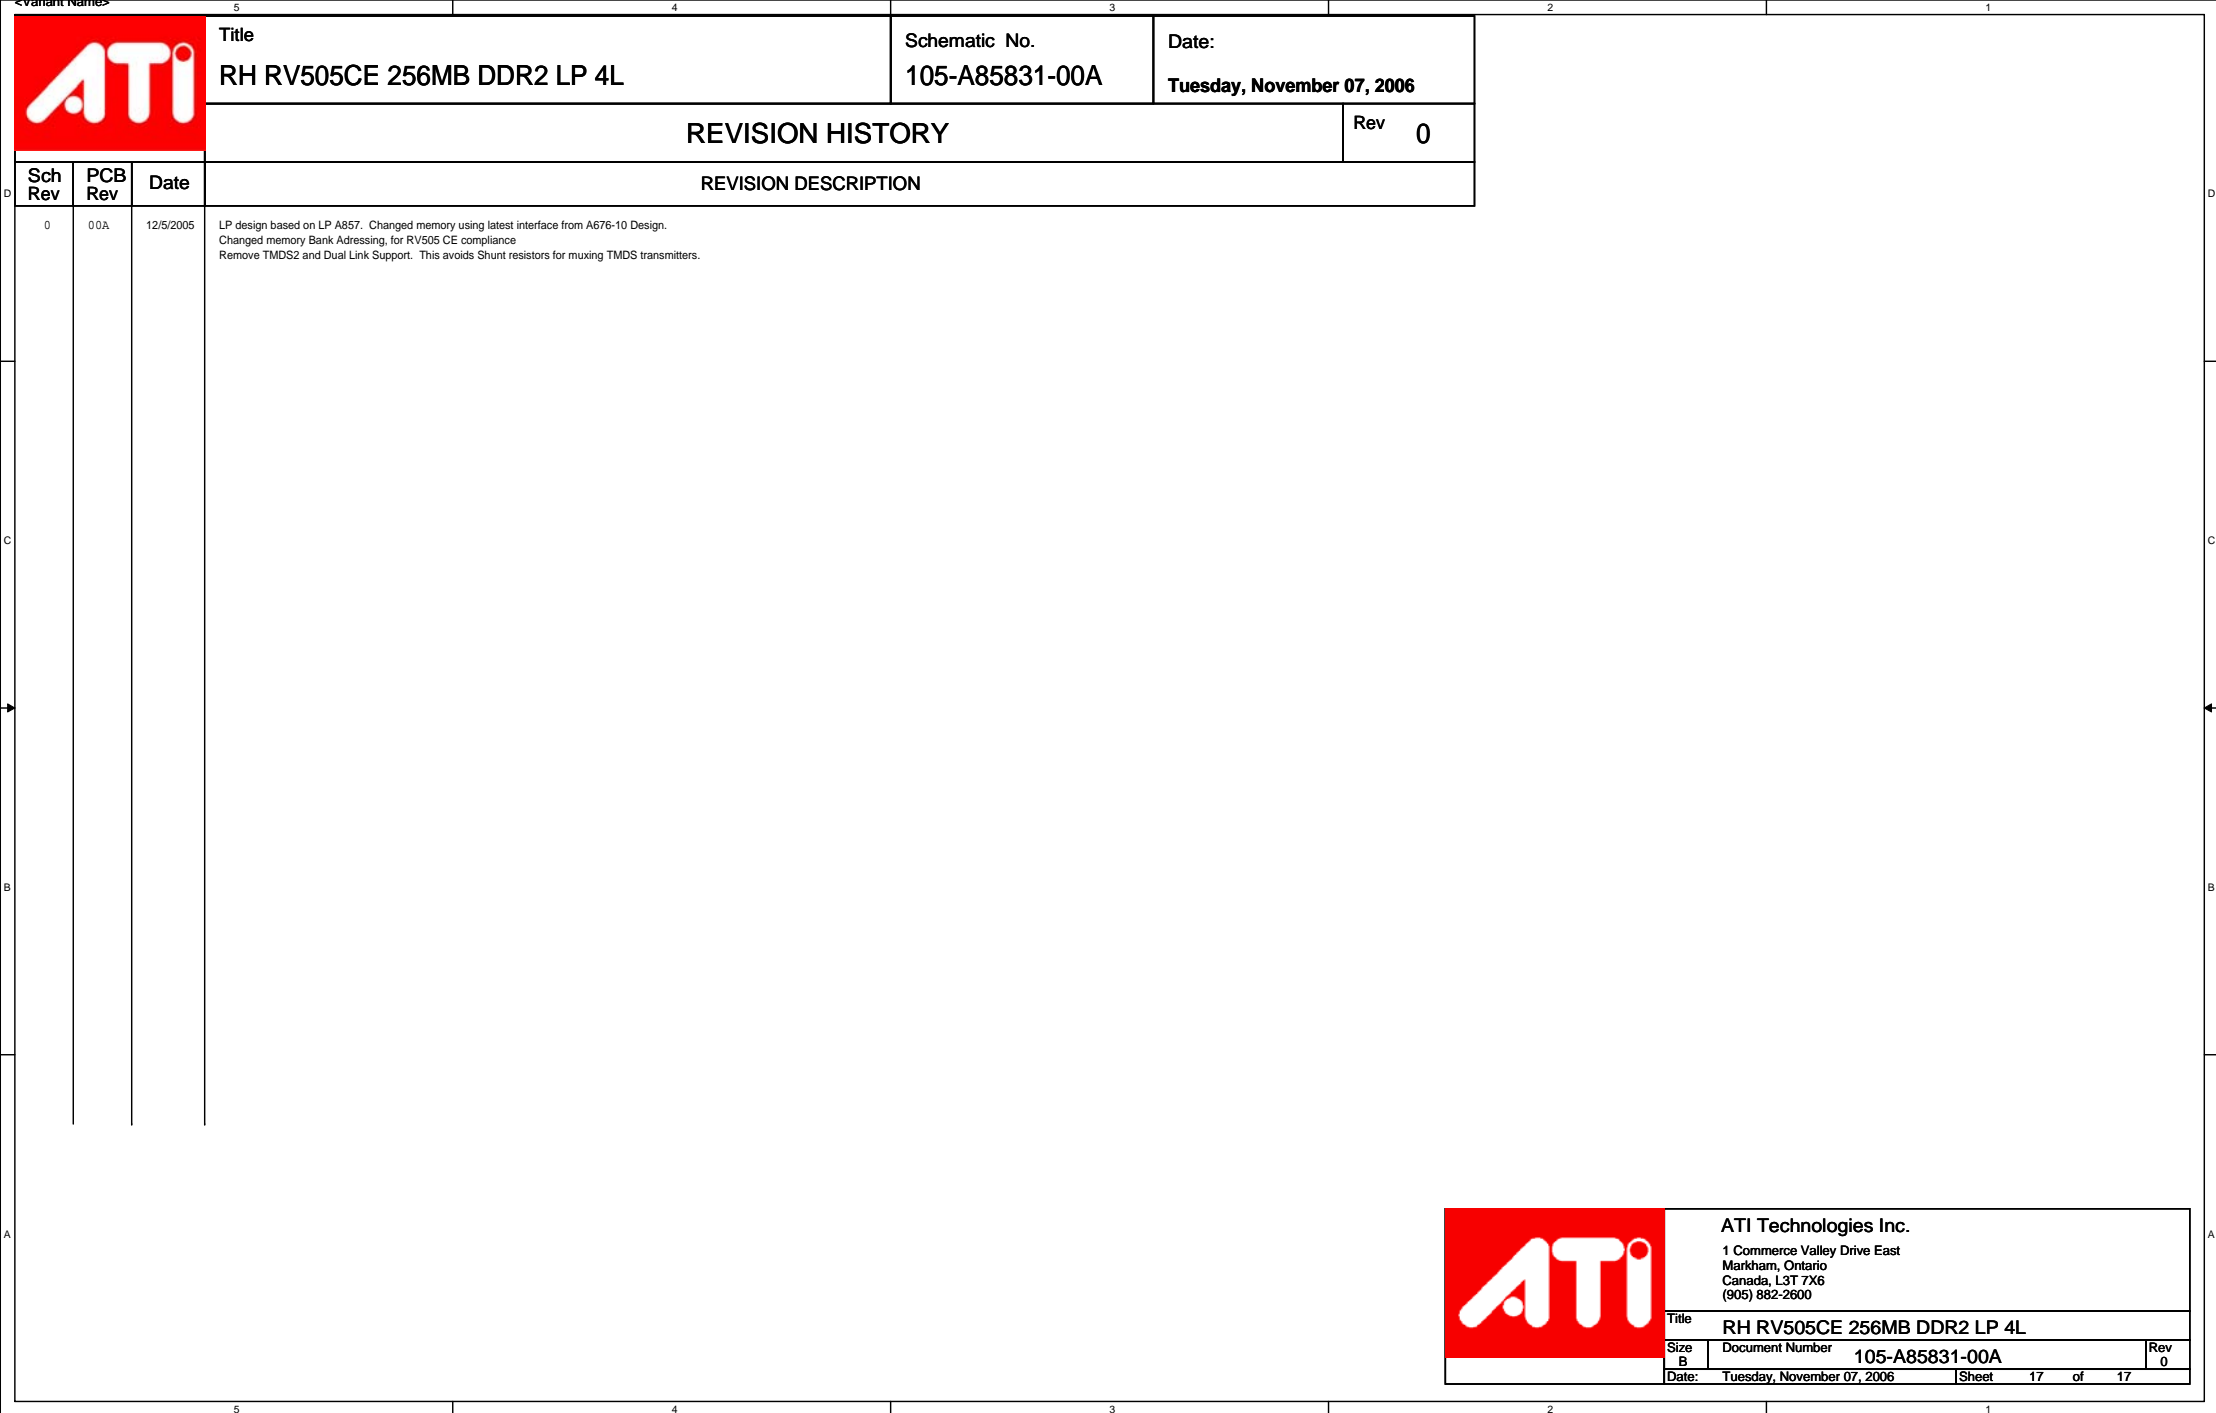 <Variant Name>
5 4 3 2 1
ATI
Title
RH RV505CE 256MB DDR2 LP 4L
Schematic No.
105-A85831-00A
Date:
Tuesday, November 07, 2006
REVISION HISTORY
Rev 0
Sch Rev
PCB Rev
Date
REVISION DESCRIPTION
D D
0 00A 12/5/2005 LP design based on LP A857. Changed memory using latest interface from A676-10 Design.
Changed memory Bank Adressing, for RV505 CE compliance
Remove TMDS2 and Dual Link Support. This avoids Shunt resistors for muxing TMDS transmitters.
C C
B B
A A
ATI
ATI Technologies Inc.
1 Commerce Valley Drive East
Markham, Ontario
Canada, L3T 7X6
(905) 882-2600
Title
RH RV505CE 256MB DDR2 LP 4L
Size
B
Document Number
105-A85831-00A
Rev
0
Date: Tuesday, November 07, 2006 Sheet 17 of 17
5 4 3 2 1